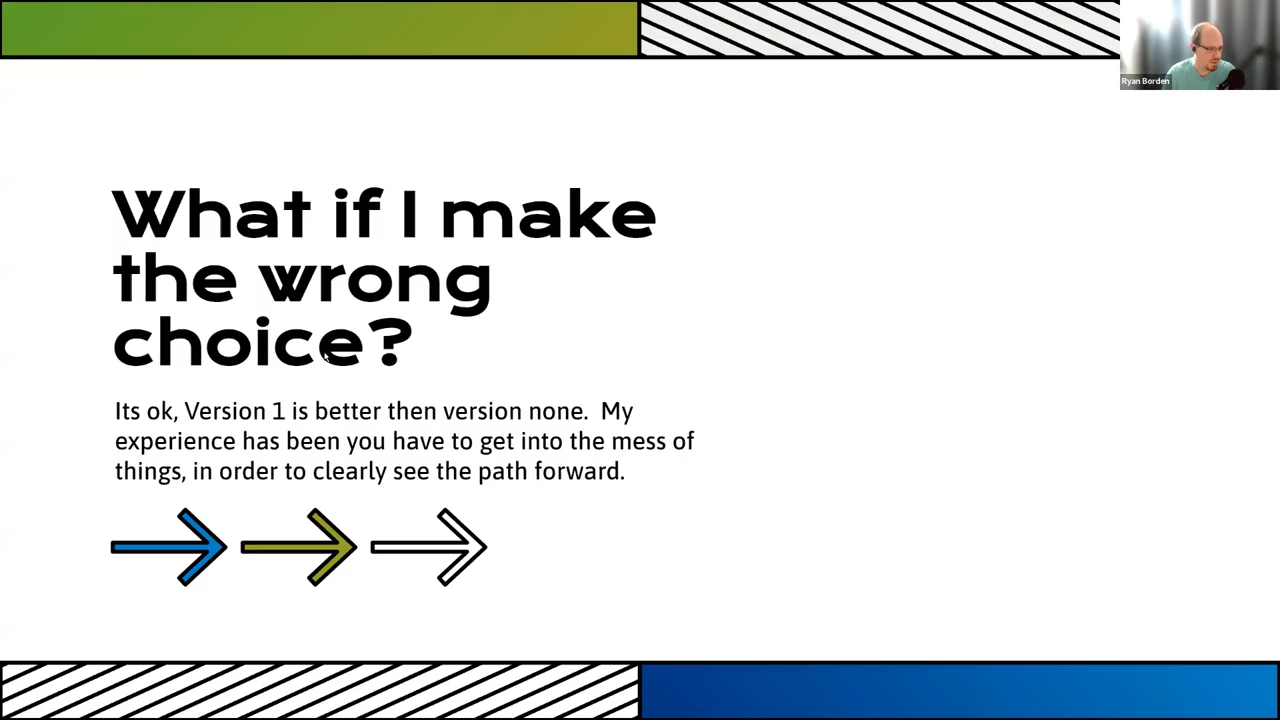 What if I make
the wrong
choice?
Its ok, Version 1 is better then version none.  My
experience has been you have to get into the mess of
things, in order to clearly see the path forward.
Ryan Borden